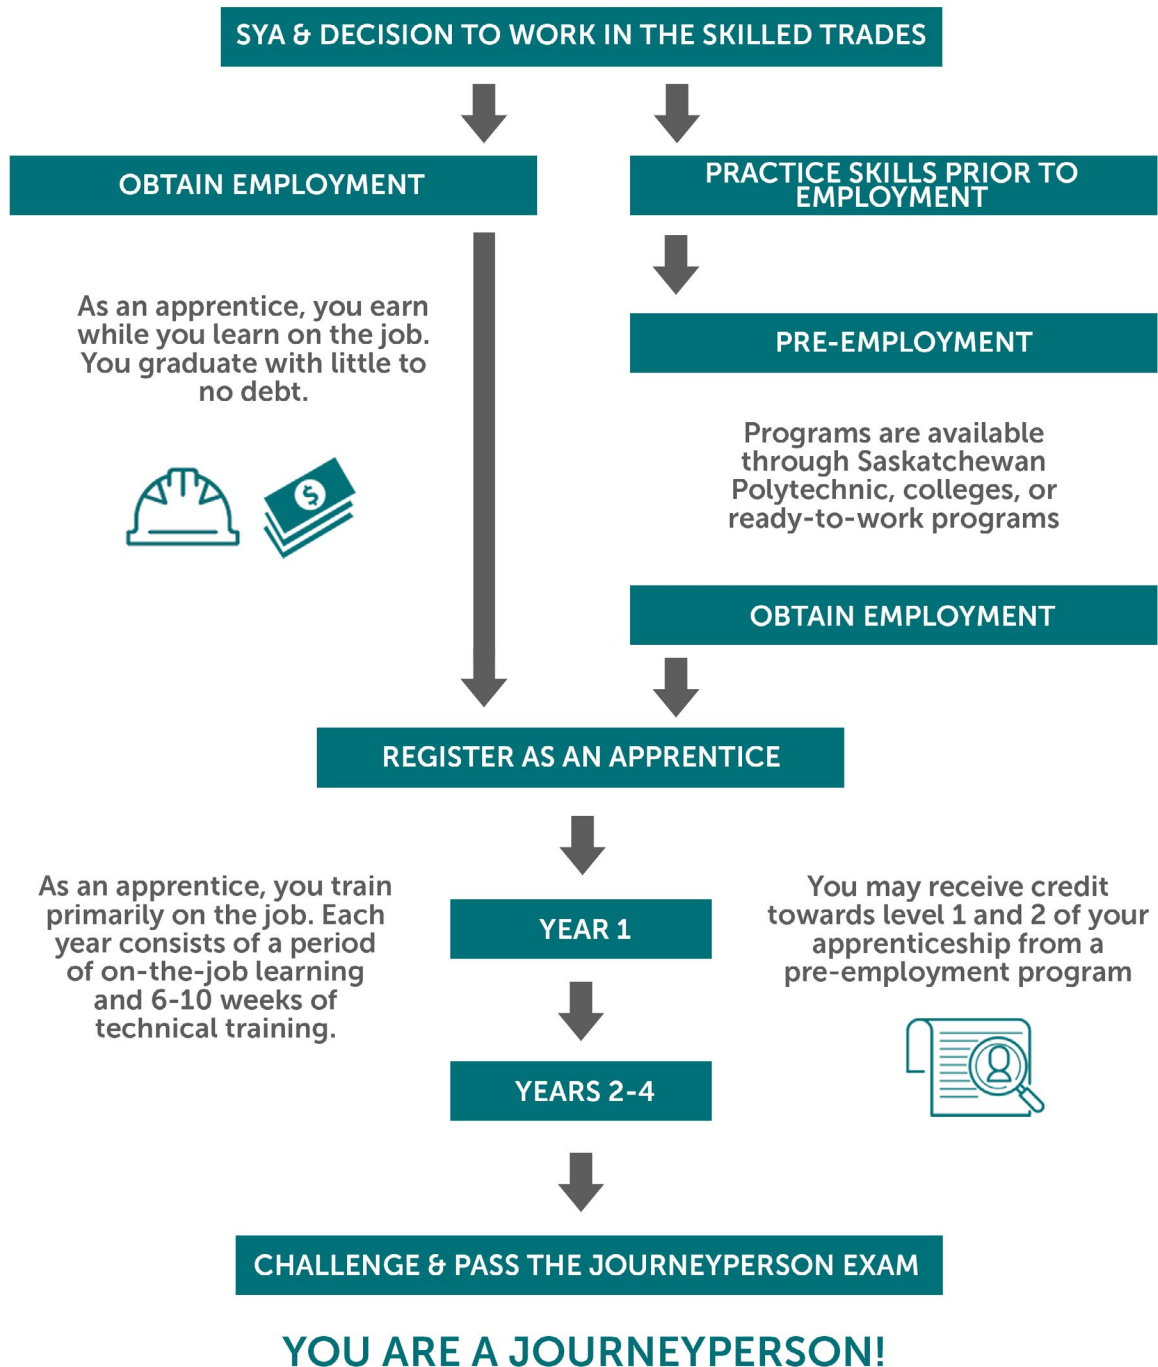 SYA & DECISION TO WORK IN THE SKILLED TRADES
OBTAIN EMPLOYMENT
PRACTICE SKILLS PRIOR TO
EMPLOYMENT
As an apprentice, you earn
while you learn on the job.
You graduate with little to
no debt.
$
PRE-EMPLOYMENT
Programs are available
through Saskatchewan
Polytechnic, colleges, or
ready-to-work programs
OBTAIN EMPLOYMENT
REGISTER AS AN APPRENTICE
As an apprentice, you train
primarily on the job. Each
year consists of a period
of on-the-job learning
and 6-10 weeks of
technical training.
YEAR 1
You may receive credit
towards level 1 and 2 of your
apprenticeship from a
pre-employment program
YEARS 2-4
CHALLENGE & PASS THE JOURNEYPERSON EXAM
YOU ARE A JOURNEYPERSON!